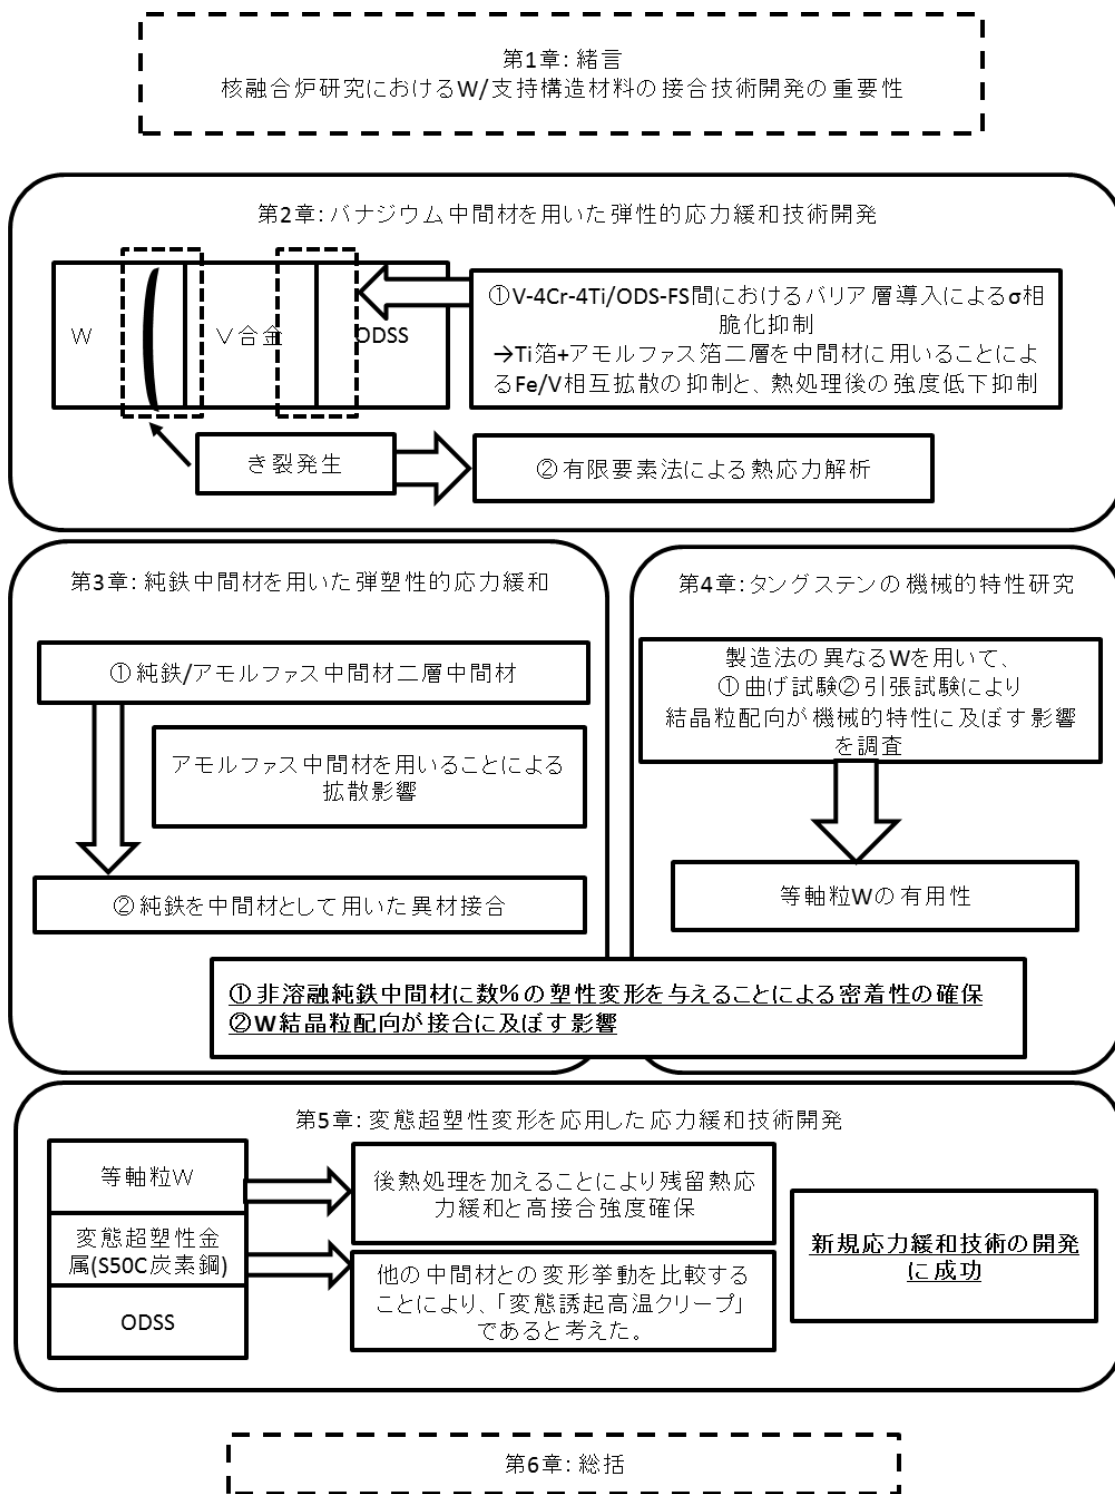 第1章: 緒言
核融合炉研究におけるW/支持構造材料の接合技術開発の重要性
第2章: バナジウム中間材を用いた弾性的応力緩和技術開発
W
V合金
ODSS
①V-4Cr-4Ti/ODS-FS間におけるバリア層導入によるσ相
脆化抑制
→Ti箔+アモルファス箔二層を中間材に用いることによ
るFe/V相互拡散の抑制と、熱処理後の強度低下抑制
き裂発生
②有限要素法による熱応力解析
第3章: 純鉄中間材を用いた弾塑性的応力緩和
①純鉄/アモルファス中間材二層中間材
アモルファス中間材を用いることによる
拡散影響
②純鉄を中間材として用いた異材接合
第4章: タングステンの機械的特性研究
製造法の異なるWを用いて、
①曲げ試験②引張試験により
結晶粒配向が機械的特性に及ぼす影響
を調査
等軸粒Wの有用性
①非溶融純鉄中間材に数%の塑性変形を与えることによる密着性の確保
②W結晶粒配向が接合に及ぼす影響
第5章: 変態超塑性変形を応用した応力緩和技術開発
等軸粒W
変態超塑性金
属(S50C炭素鋼)
ODSS
後熱処理を加えることにより残留熱応
力緩和と高接合強度確保
他の中間材との変形挙動を比較する
ことにより、「変態誘起高温クリープ」
であると考えた。
新規応力緩和技術の開発
に成功
第6章: 総括